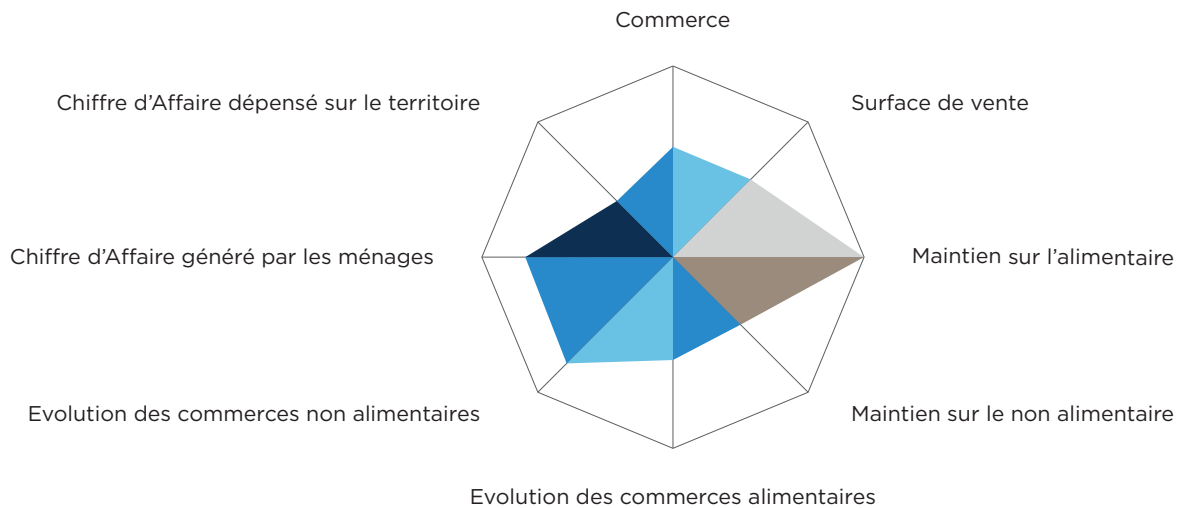 Commerce
Chiffre d'Affaire dépensé sur le territoire
Surface de vente
Chiffre d'Affaire généré par les ménages
Maintien sur l'alimentaire
Evolution des commerces non alimentaires
Maintien sur le non alimentaire
Evolution des commerces alimentaires